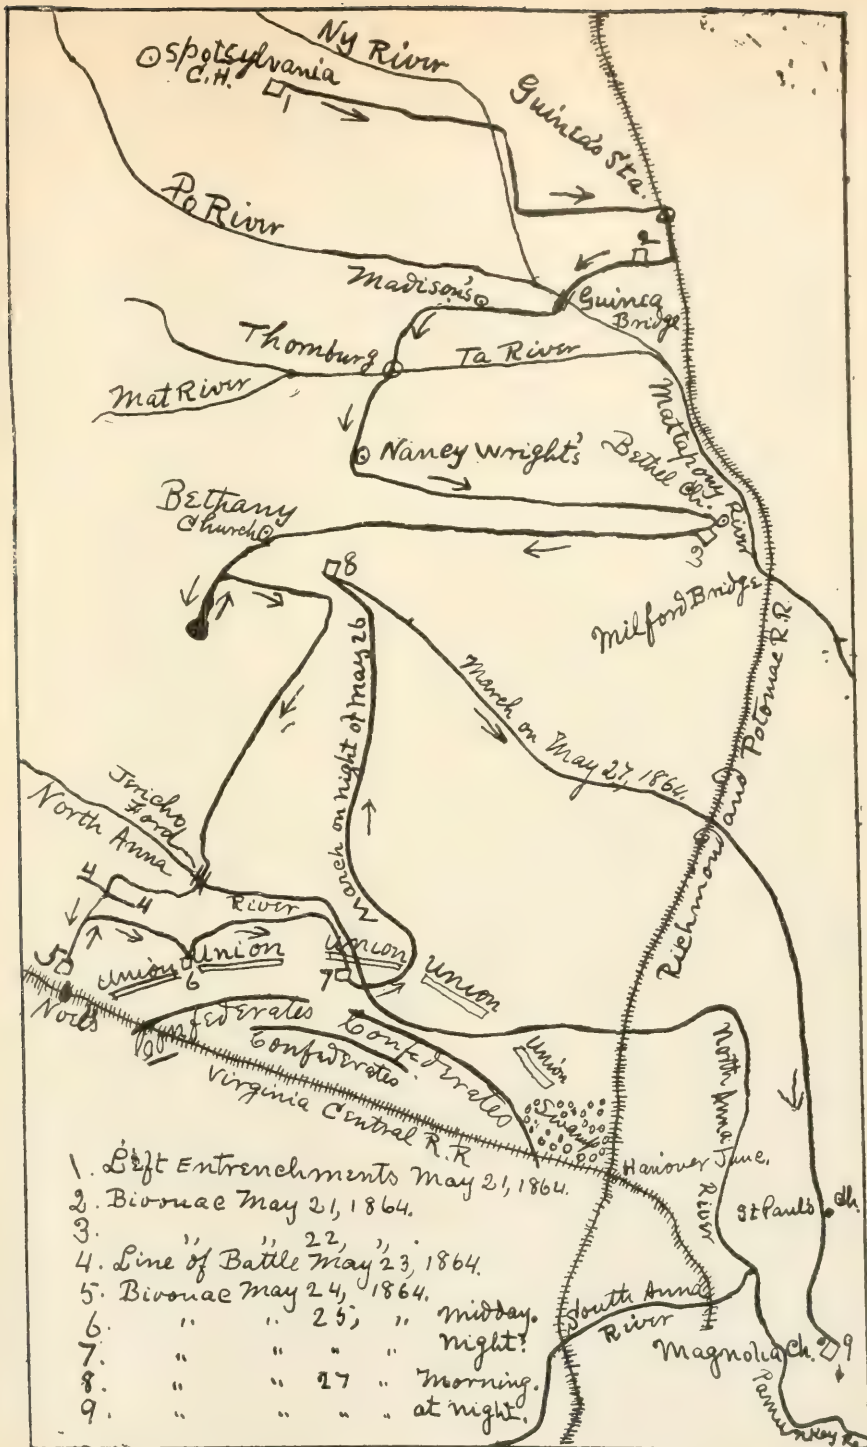 Ny River
Spotsylvania
C.H.
1
Guinea's Sta.
Po River
2
Madison's
Guinea
Bridge
Thornburg
Ta River
Mat River
Mattapony River
Nancy Wright's
Bethel Ch.
Bethany
Church
3
8
Milford Bridge
March on night of May 26
March on May 27, 1864.
Richmond and Potomac R.R.
Jericho
Ford
North Anna
River
4
4
5
Union
Union
6
Union
7
Union
Noels
Confederates
Confederates
Confederates
Union
Swamp
Virginia Central R.R
North Anna
River
Hanover Junc.
St Paul's Ch.
South Anna
River
Magnolia Ch.
9
Pamunkey R.
1. Left Entrenchments May 21, 1864.
2. Bivouac May 21, 1864.
3. " " 22, " .
4. Line of Battle May 23, 1864.
5. Bivouac May 24, 1864.
6 " " 25, " midday.
7. " " " " night.
8 " " 27 " Morning.
9. " " " " at night.